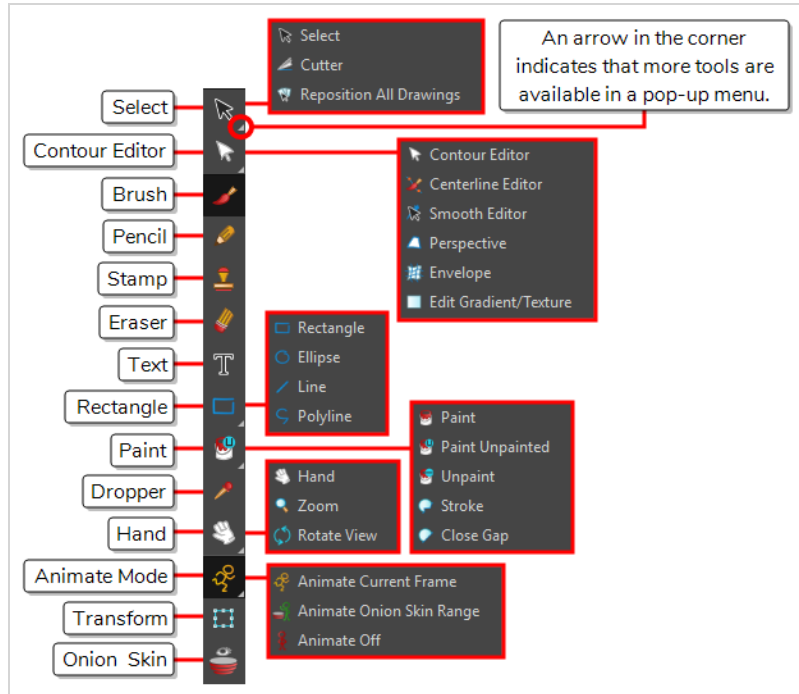 Select
Cutter
Reposition All Drawings
An arrow in the corner
indicates that more tools are
available in a pop-up menu.
Select
Contour Editor
Brush
Pencil
Stamp
Eraser
Text
Rectangle
Paint
Dropper
Hand
Animate Mode
Transform
Onion Skin
Contour Editor
Centerline Editor
Smooth Editor
Perspective
Envelope
Edit Gradient/Texture
Rectangle
Ellipse
Line
Polyline
Paint
Paint Unpainted
Unpaint
Stroke
Close Gap
Hand
Zoom
Rotate View
Animate Current Frame
Animate Onion Skin Range
Animate Off